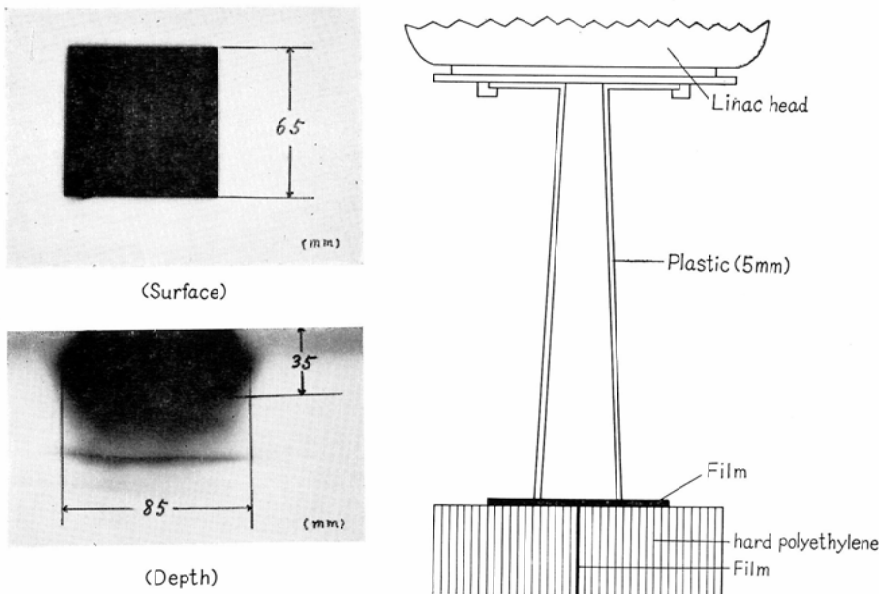 65
(mm)
(Surface)
35
85
(mm)
(Depth)
Linac head
Plastic (5mm)
Film
hard polyethylene
Film